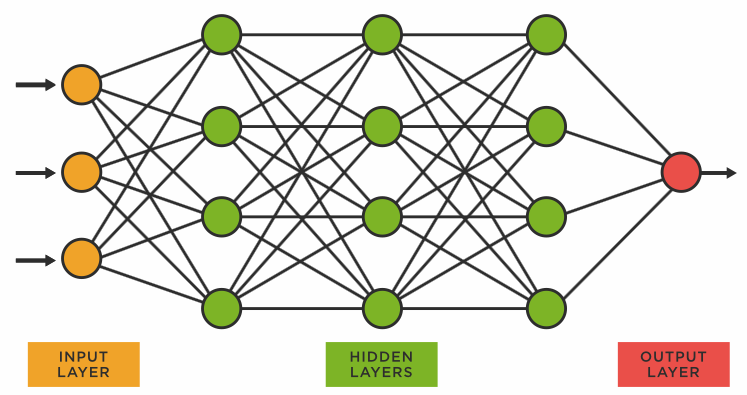 INPUT
LAYER
HIDDEN
LAYERS
OUTPUT
LAYER